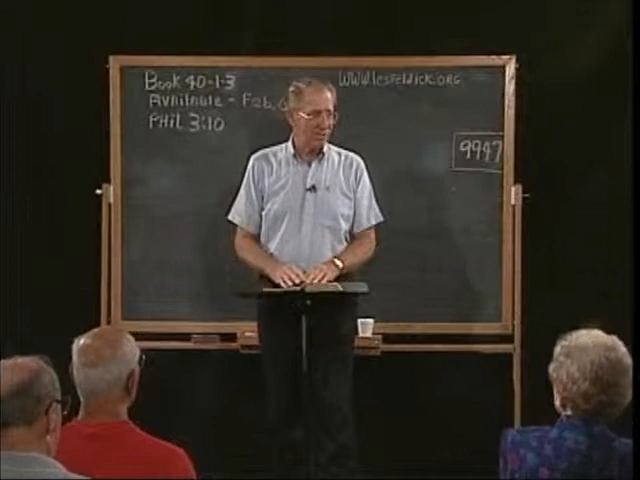 Book 40-1-3
www.lesfeldick.org
Available - Feb.
Phil 3:10
9947